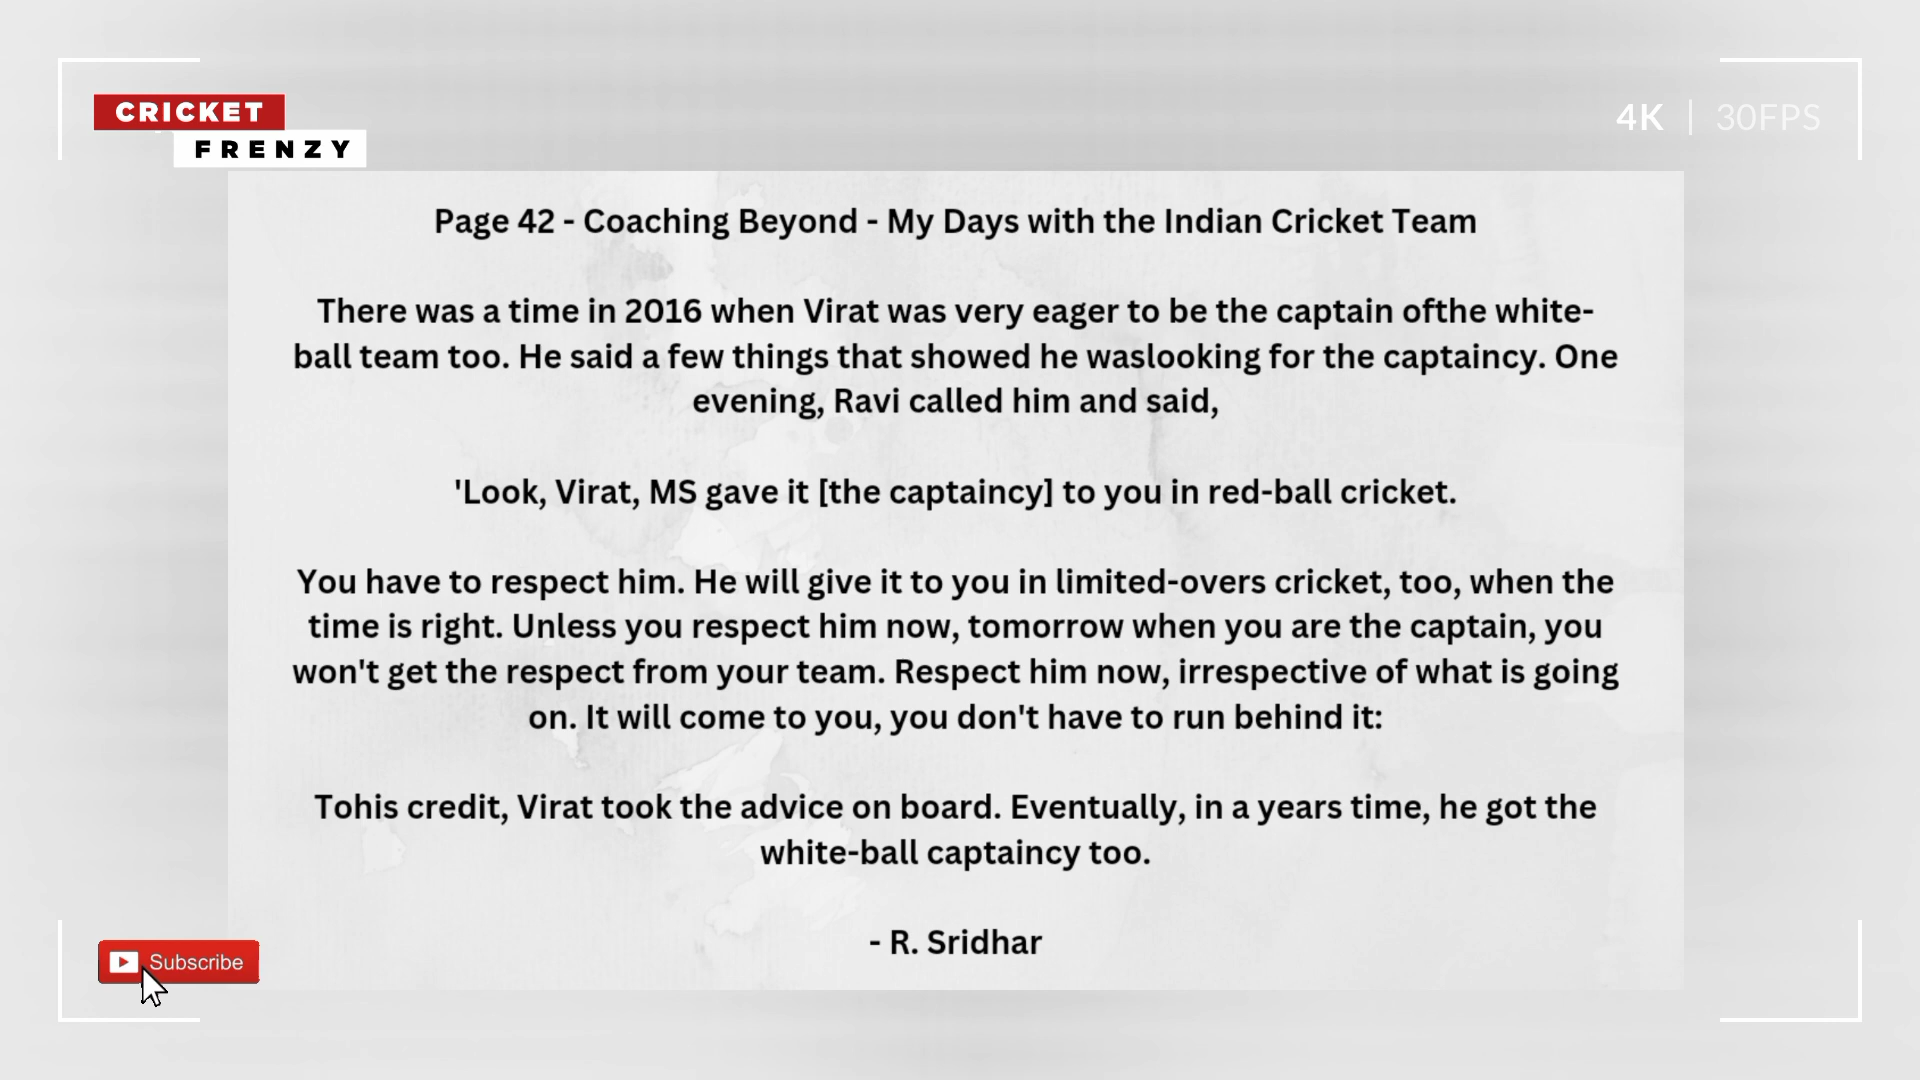 CRICKET
FRENZY
4K | 30FPS
Page 42 - Coaching Beyond - My Days with the Indian Cricket Team
There was a time in 2016 when Virat was very eager to be the captain ofthe white-
ball team too. He said a few things that showed he waslooking for the captaincy. One
evening, Ravi called him and said,
'Look, Virat, MS gave it [the captaincy] to you in red-ball cricket.
You have to respect him. He will give it to you in limited-overs cricket, too, when the
time is right. Unless you respect him now, tomorrow when you are the captain, you
won't get the respect from your team. Respect him now, irrespective of what is going
on. It will come to you, you don't have to run behind it:
Tohis credit, Virat took the advice on board. Eventually, in a years time, he got the
white-ball captaincy too.
- R. Sridhar
Subscribe